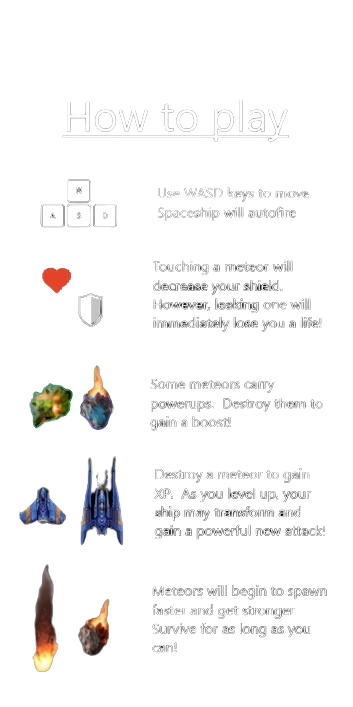 How to play
W
A S D
Use WASD keys to move
Spaceship will autofire
Touching a meteor will
decrease your shield.
However, leaking one will
immediately lose you a life!
Some meteors carry
powerups. Destroy them to
gain a boost!
Destroy a meteor to gain
XP. As you level up, your
ship may transform and
gain a powerful new attack!
Meteors will begin to spawn
faster and get stronger
Survive for as long as you
can!